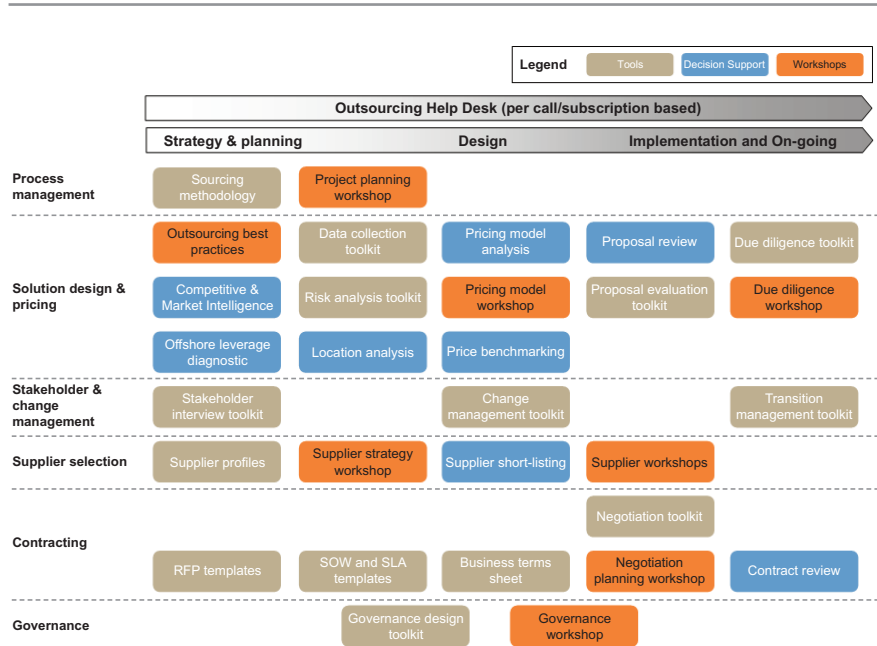 Legend
Tools
Decision Support
Workshops
Outsourcing Help Desk (per call/subscription based)
Strategy & planning
Design
Implementation and On-going
Process
management
Sourcing
methodology
Project planning
workshop
Solution design &
pricing
Outsourcing best
practices
Data collection
toolkit
Pricing model
analysis
Proposal review
Due diligence toolkit
Competitive &
Market Intelligence
Risk analysis toolkit
Pricing model
workshop
Proposal evaluation
toolkit
Due diligence
workshop
Offshore leverage
diagnostic
Location analysis
Price benchmarking
Stakeholder &
change
management
Stakeholder
interview toolkit
Change
management toolkit
Transition
management toolkit
Supplier selection
Supplier profiles
Supplier strategy
workshop
Supplier short-listing
Supplier workshops
Contracting
Negotiation toolkit
RFP templates
SOW and SLA
templates
Business terms
sheet
Negotiation
planning workshop
Contract review
Governance
Governance design
toolkit
Governance
workshop